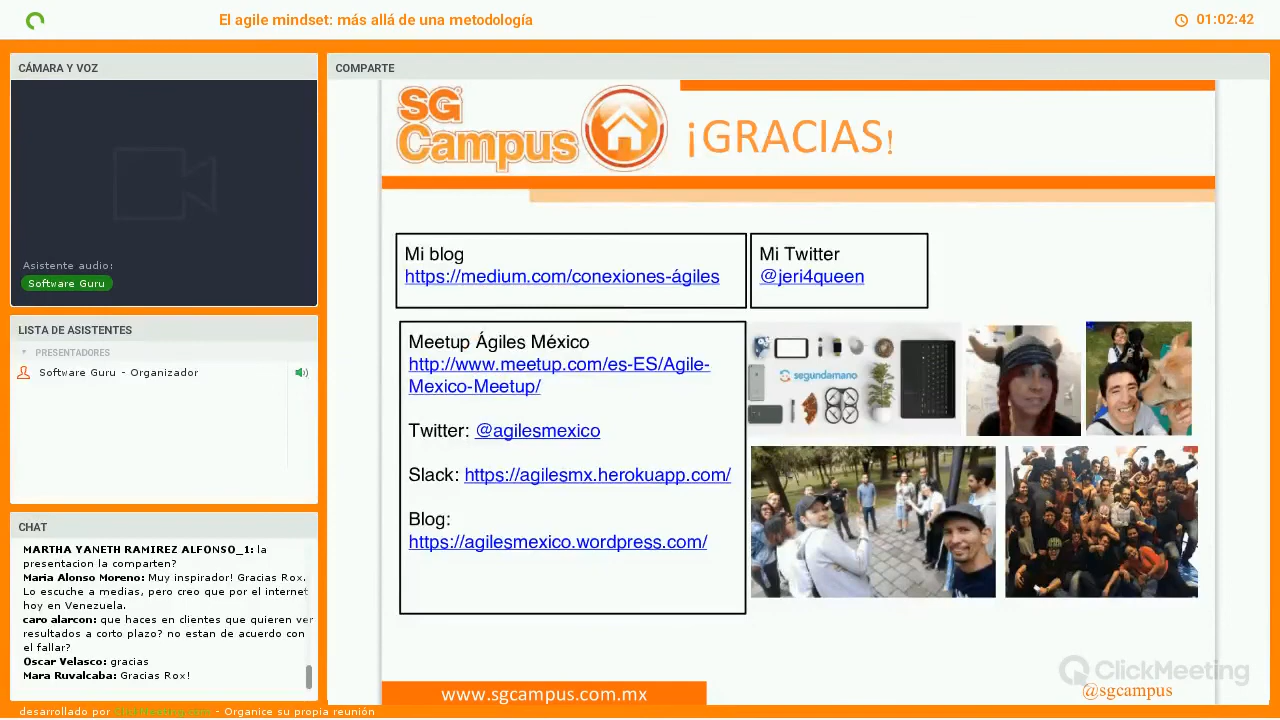 El agile mindset: más allá de una metodología
01:02:42
CÁMARA Y VOZ
Asistente audio:
Software Guru
LISTA DE ASISTENTES
PRESENTADORES
Software Guru - Organizador
CHAT
MARTHA YANETH RAMIREZ ALFONSO_1: la
presentacion la comparten?
Maria Alonso Moreno: Muy inspirador! Gracias Rox.
Lo escuche a medias, pero creo que por el internet
hoy en Venezuela.
caro alarcon: que haces en clientes que quieren ver
resultados a corto plazo? no estan de acuerdo con
el fallar?
Oscar Velasco: gracias
Mara Ruvalcaba: Gracias Rox!
desarrollado por ClickMeeting.com - Organice su propia reunión
COMPARTE
SG
Campus
¡GRACIAS!
Mi blog
https://medium.com/conexiones-ágiles
Mi Twitter
@jeri4queen
Meetup Ágiles México
http://www.meetup.com/es-ES/Agile-
Mexico-Meetup/
Twitter: @agilesmexico
Slack: https://agilesmx.herokuapp.com/
Blog:
https://agilesmexico.wordpress.com/
segundamano
www.sgcampus.com.mx
ClickMeeting
@sgcampus